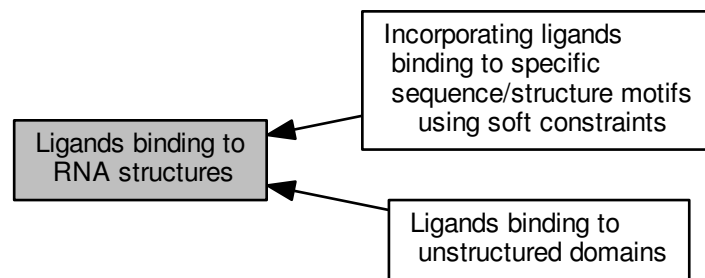 Incorporating ligands
binding to specific
sequence/structure motifs
using soft constraints
Ligands binding to
RNA structures
Ligands binding to
unstructured domains